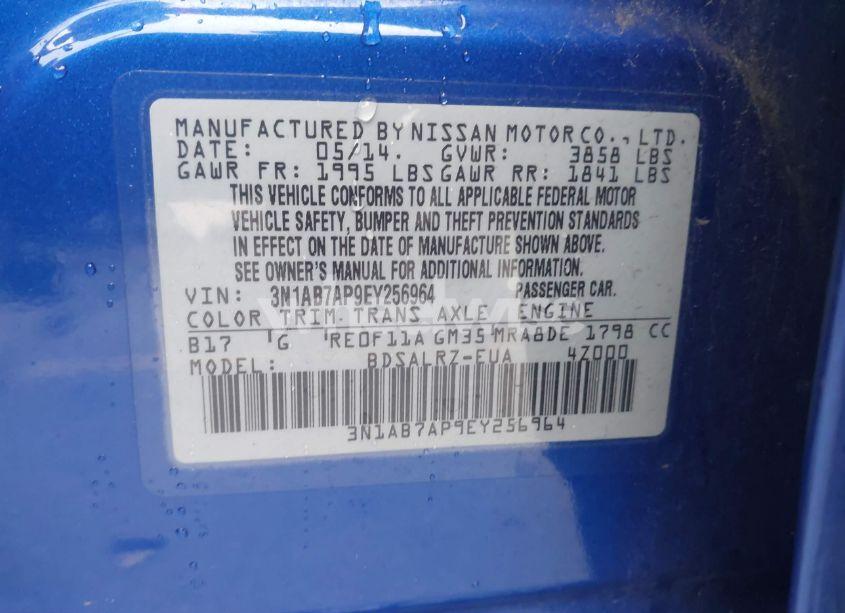 MANUFACTURED BY NISSAN MOTOR CO., LTD.
DATE: 05/14. GVWR: 3858 LBS
GAWR FR: 1995 LBS GAWR RR: 1841 LBS
THIS VEHICLE CONFORMS TO ALL APPLICABLE FEDERAL MOTOR
VEHICLE SAFETY, BUMPER AND THEFT PREVENTION STANDARDS
IN EFFECT ON THE DATE OF MANUFACTURE SHOWN ABOVE.
SEE OWNER'S MANUAL FOR ADDITIONAL INFORMATION
VIN: 3N1AB7AP9EY256964 PASSENGER CAR.
COLOR TRIM TRANS AXLE ENGINE
B17 G RE0F11A GM35 MRA8DE 1798 CC
MODEL: BDSALRZ-EUA 4Z000
3N1AB7AP9EY256964